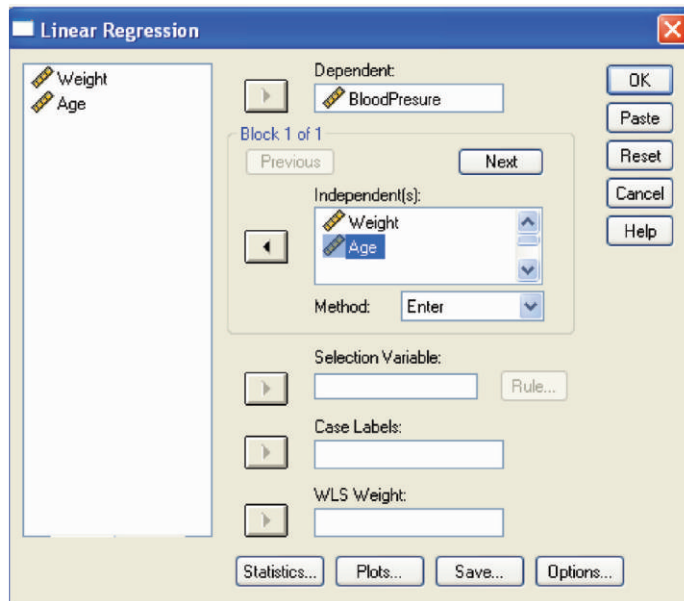 Linear Regression
Weight
Age
Dependent:
BloodPresure
Block 1 of 1
Previous
Next
Independent(s):
Weight
Age
Method:
Enter
Selection Variable:
Rule...
Case Labels:
WLS Weight:
Statistics...
Plots...
Save...
Options...
OK
Paste
Reset
Cancel
Help